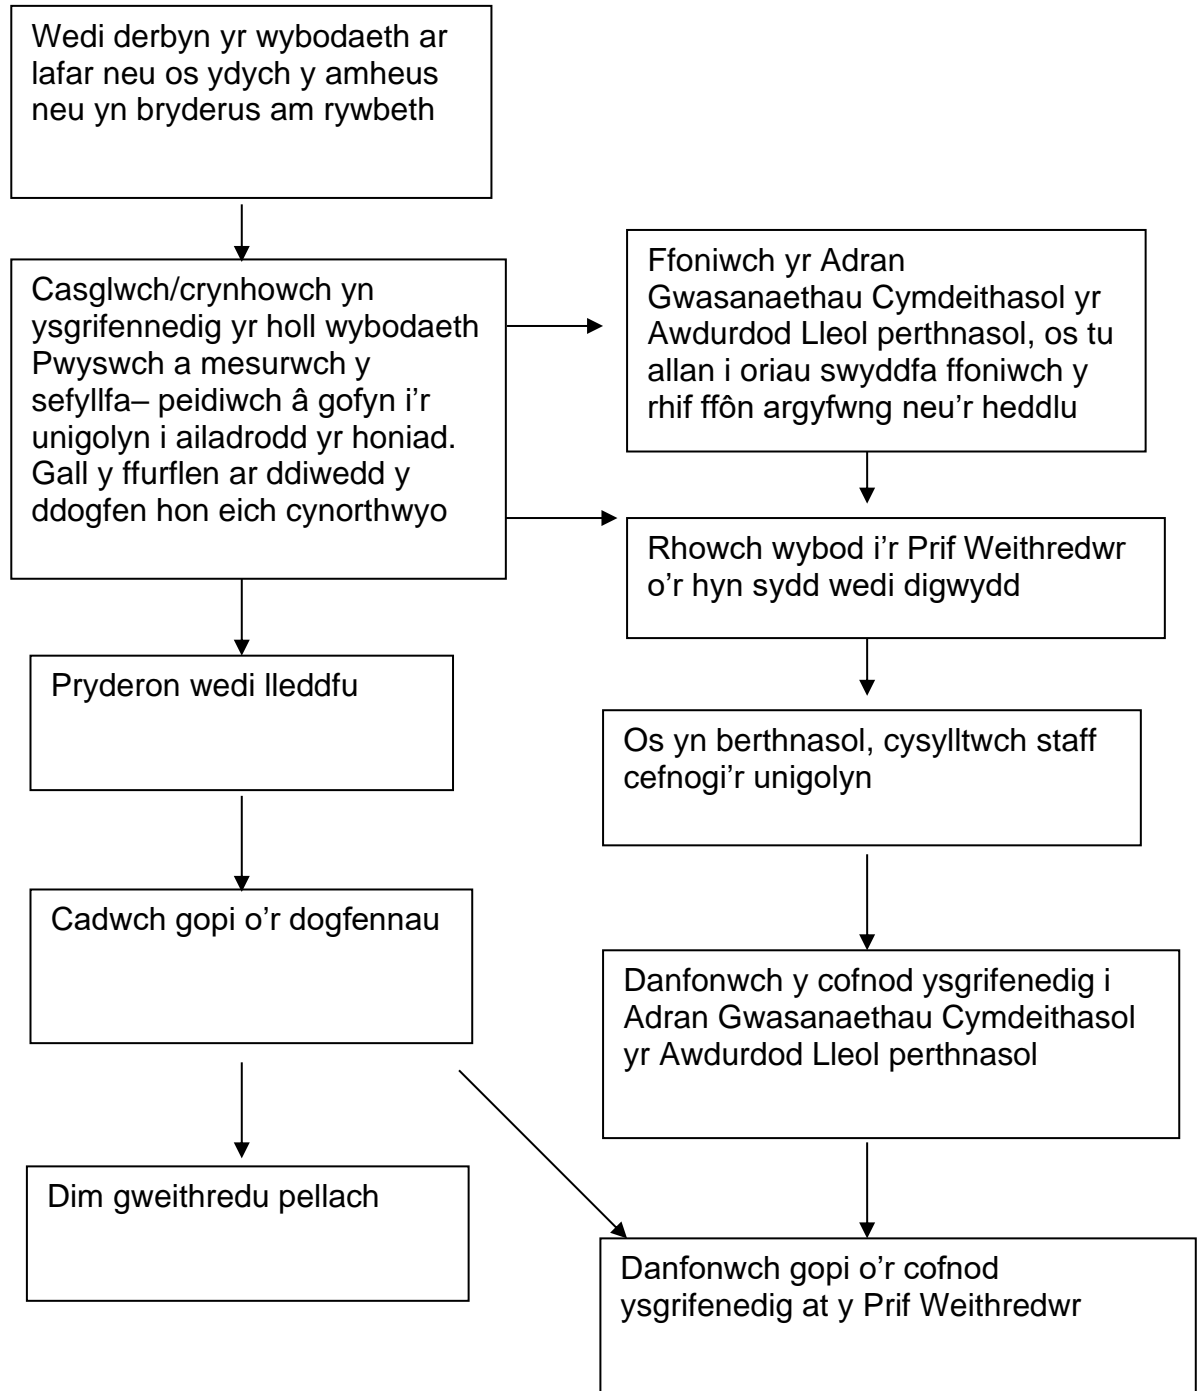 Wedi derbyn yr wybodaeth ar
lafar neu os ydych y amheus
neu yn bryderus am rywbeth
Casglwch/crynhowch yn
ysgrifennedig yr holl wybodaeth
Pwyswch a mesurwch y
sefyllfa– peidiwch â gofyn i'r
unigolyn i ailadrodd yr honiad.
Gall y ffurflen ar ddiwedd y
ddogfen hon eich cynorthwyo
Ffoniwch yr Adran
Gwasanaethau Cymdeithasol yr
Awdurdod Lleol perthnasol, os tu
allan i oriau swyddfa ffoniwch y
rhif ffôn argyfwng neu'r heddlu
Rhowch wybod i'r Prif Weithredwr
o'r hyn sydd wedi digwydd
Pryderon wedi lleddfu
Os yn berthnasol, cysylltwch staff
cefnogi'r unigolyn
Cadwch gopi o'r dogfennau
Danfonwch y cofnod ysgrifenedig i
Adran Gwasanaethau Cymdeithasol
yr Awdurdod Lleol perthnasol
Dim gweithredu pellach
Danfonwch gopi o'r cofnod
ysgrifenedig at y Prif Weithredwr